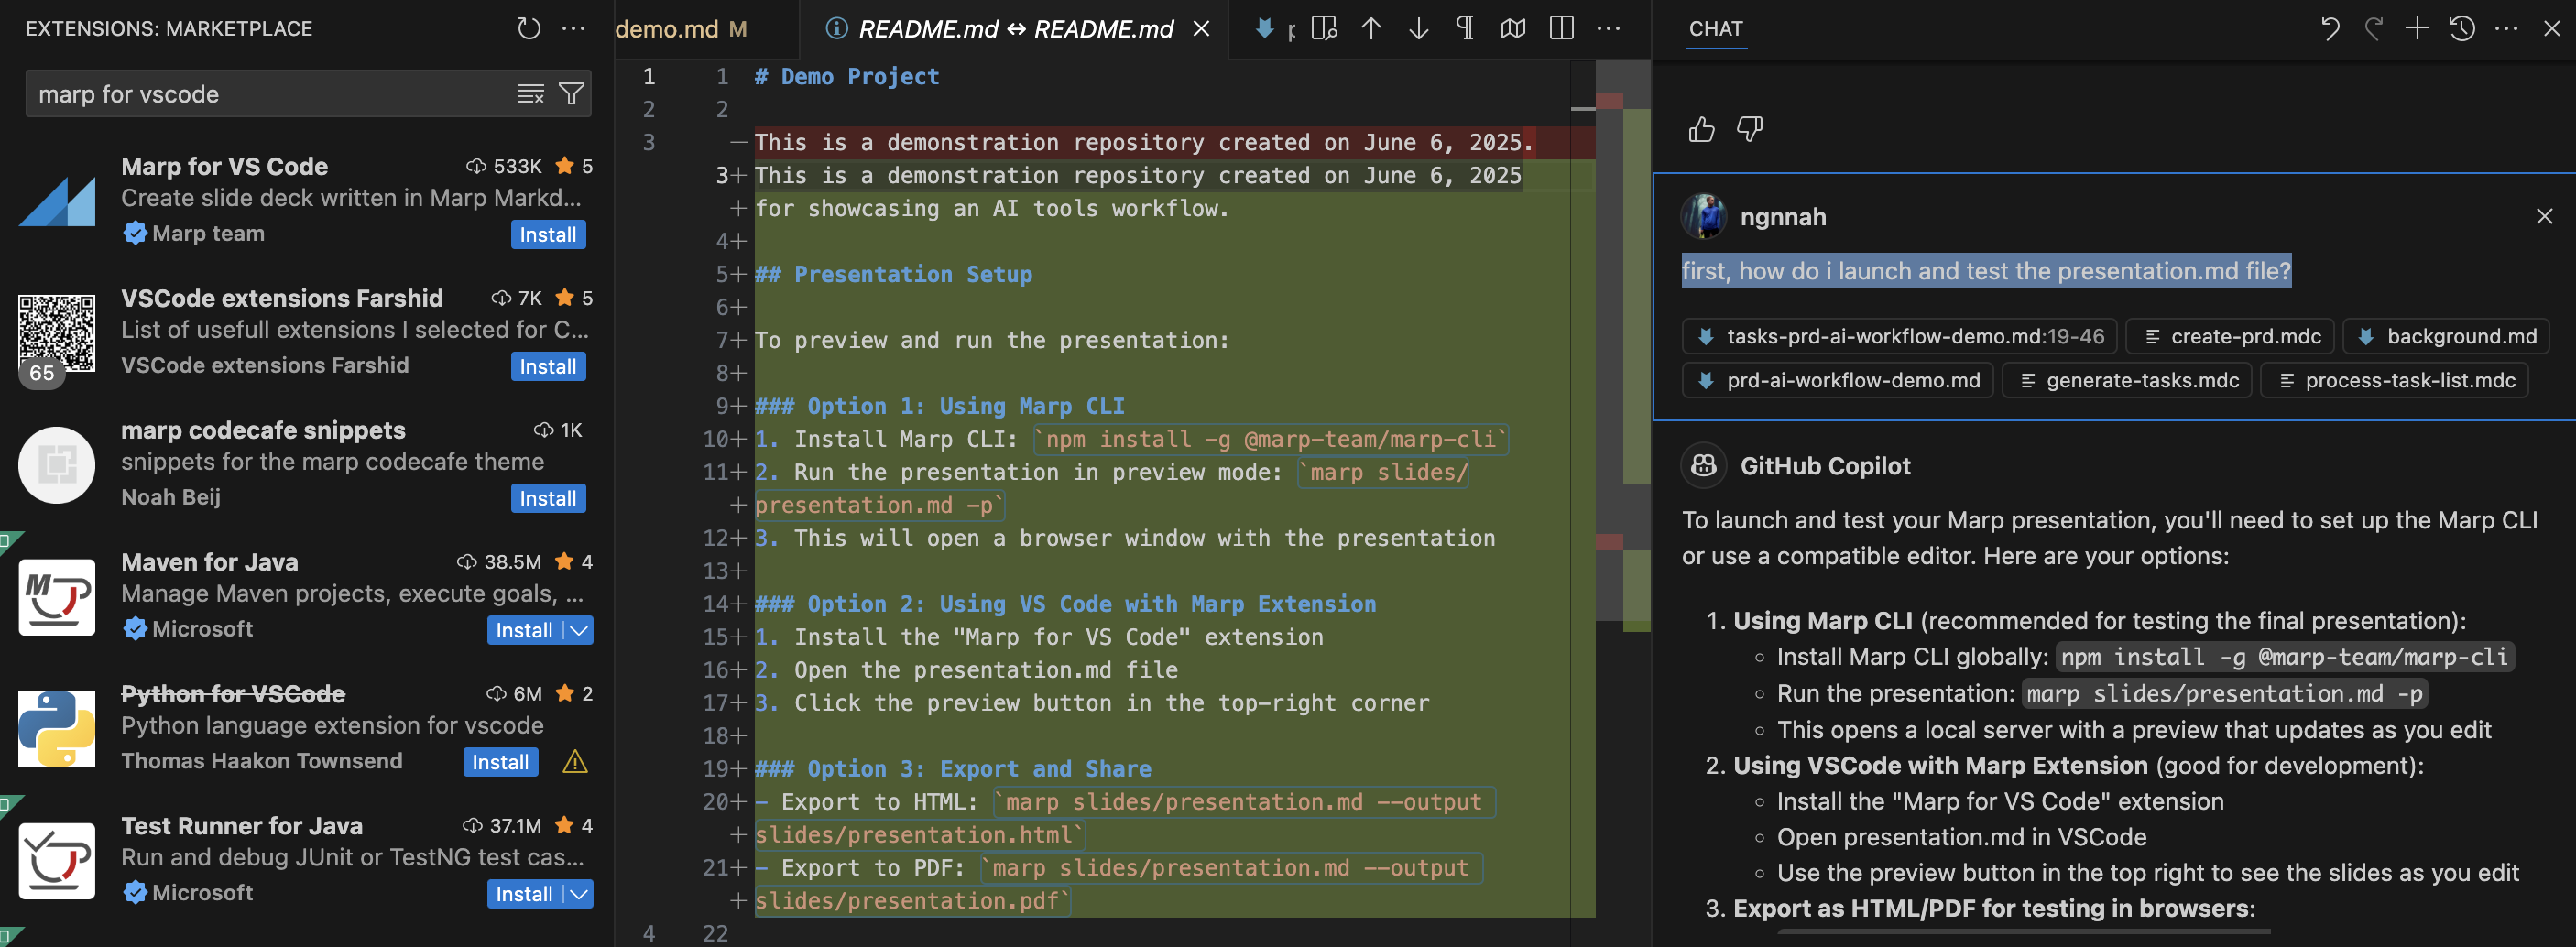 EXTENSIONS: MARKETPLACE
marp for vscode
Marp for VS Code 533K 5
Create slide deck written in Marp Markd...
Marp team Install
VSCode extensions Farshid 7K 5
List of usefull extensions I selected for C...
65 VSCode extensions Farshid Install
marp codecafe snippets 1K
snippets for the marp codecafe theme
Noah Beij Install
Maven for Java 38.5M 4
Manage Maven projects, execute goals, ...
Microsoft Install
Python for VSCode 6M 2
Python language extension for vscode
Thomas Haakon Townsend Install
Test Runner for Java 37.1M 4
Run and debug JUnit or TestNG test cas...
Microsoft Install
demo.md M README.md ↔ README.md
1 1 # Demo Project
2 2
3 — This is a demonstration repository created on June 6, 2025.
3+ This is a demonstration repository created on June 6, 2025
+ for showcasing an AI tools workflow.
4+
5+ ## Presentation Setup
6+
7+ To preview and run the presentation:
8+
9+ ### Option 1: Using Marp CLI
10+ 1. Install Marp CLI: `npm install -g @marp-team/marp-cli`
11+ 2. Run the presentation in preview mode: `marp slides/
+ presentation.md -p`
12+ 3. This will open a browser window with the presentation
13+
14+ ### Option 2: Using VS Code with Marp Extension
15+ 1. Install the "Marp for VS Code" extension
16+ 2. Open the presentation.md file
17+ 3. Click the preview button in the top-right corner
18+
19+ ### Option 3: Export and Share
20+ - Export to HTML: `marp slides/presentation.md --output
+ slides/presentation.html`
21+ - Export to PDF: `marp slides/presentation.md --output
+ slides/presentation.pdf`
4 22
CHAT
ngnnah
first, how do i launch and test the presentation.md file?
tasks-prd-ai-workflow-demo.md:19-46 create-prd.mdc background.md
prd-ai-workflow-demo.md generate-tasks.mdc process-task-list.mdc
GitHub Copilot
To launch and test your Marp presentation, you'll need to set up the Marp CLI
or use a compatible editor. Here are your options:
1. Using Marp CLI (recommended for testing the final presentation):
◦ Install Marp CLI globally: npm install -g @marp-team/marp-cli
◦ Run the presentation: marp slides/presentation.md -p
◦ This opens a local server with a preview that updates as you edit
2. Using VSCode with Marp Extension (good for development):
◦ Install the "Marp for VS Code" extension
◦ Open presentation.md in VSCode
◦ Use the preview button in the top right to see the slides as you edit
3. Export as HTML/PDF for testing in browsers: